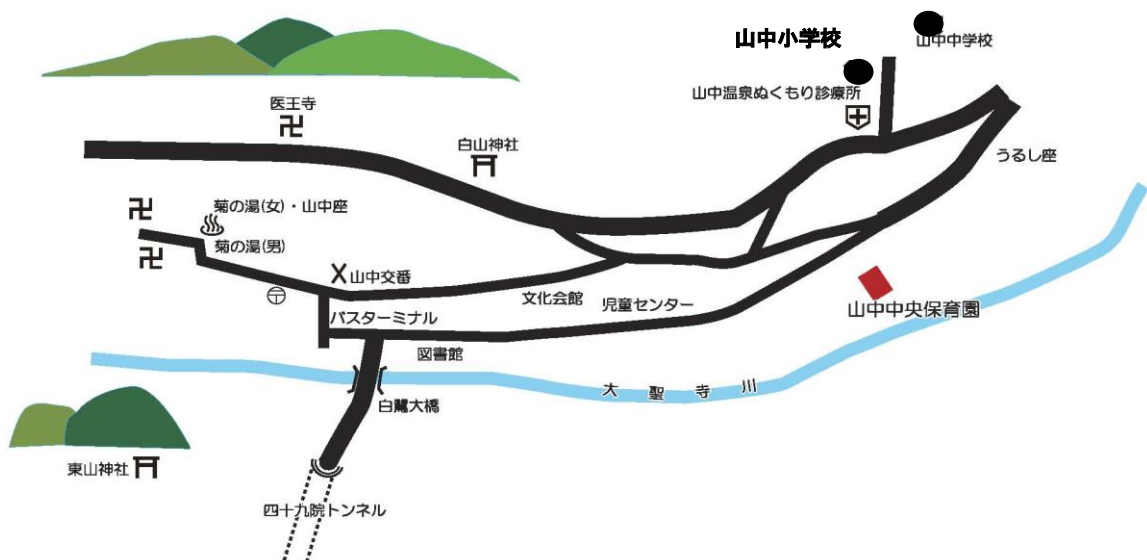 山中小学校
山中中学校
山中温泉ぬくもり診療所
医王寺
白山神社
うるし座
菊の湯(女)・山中座
菊の湯(男)
山中交番
文化会館
児童センター
山中中央保育園
バスターミナル
図書館
大聖寺川
白鷺大橋
東山神社
四十九院トンネル